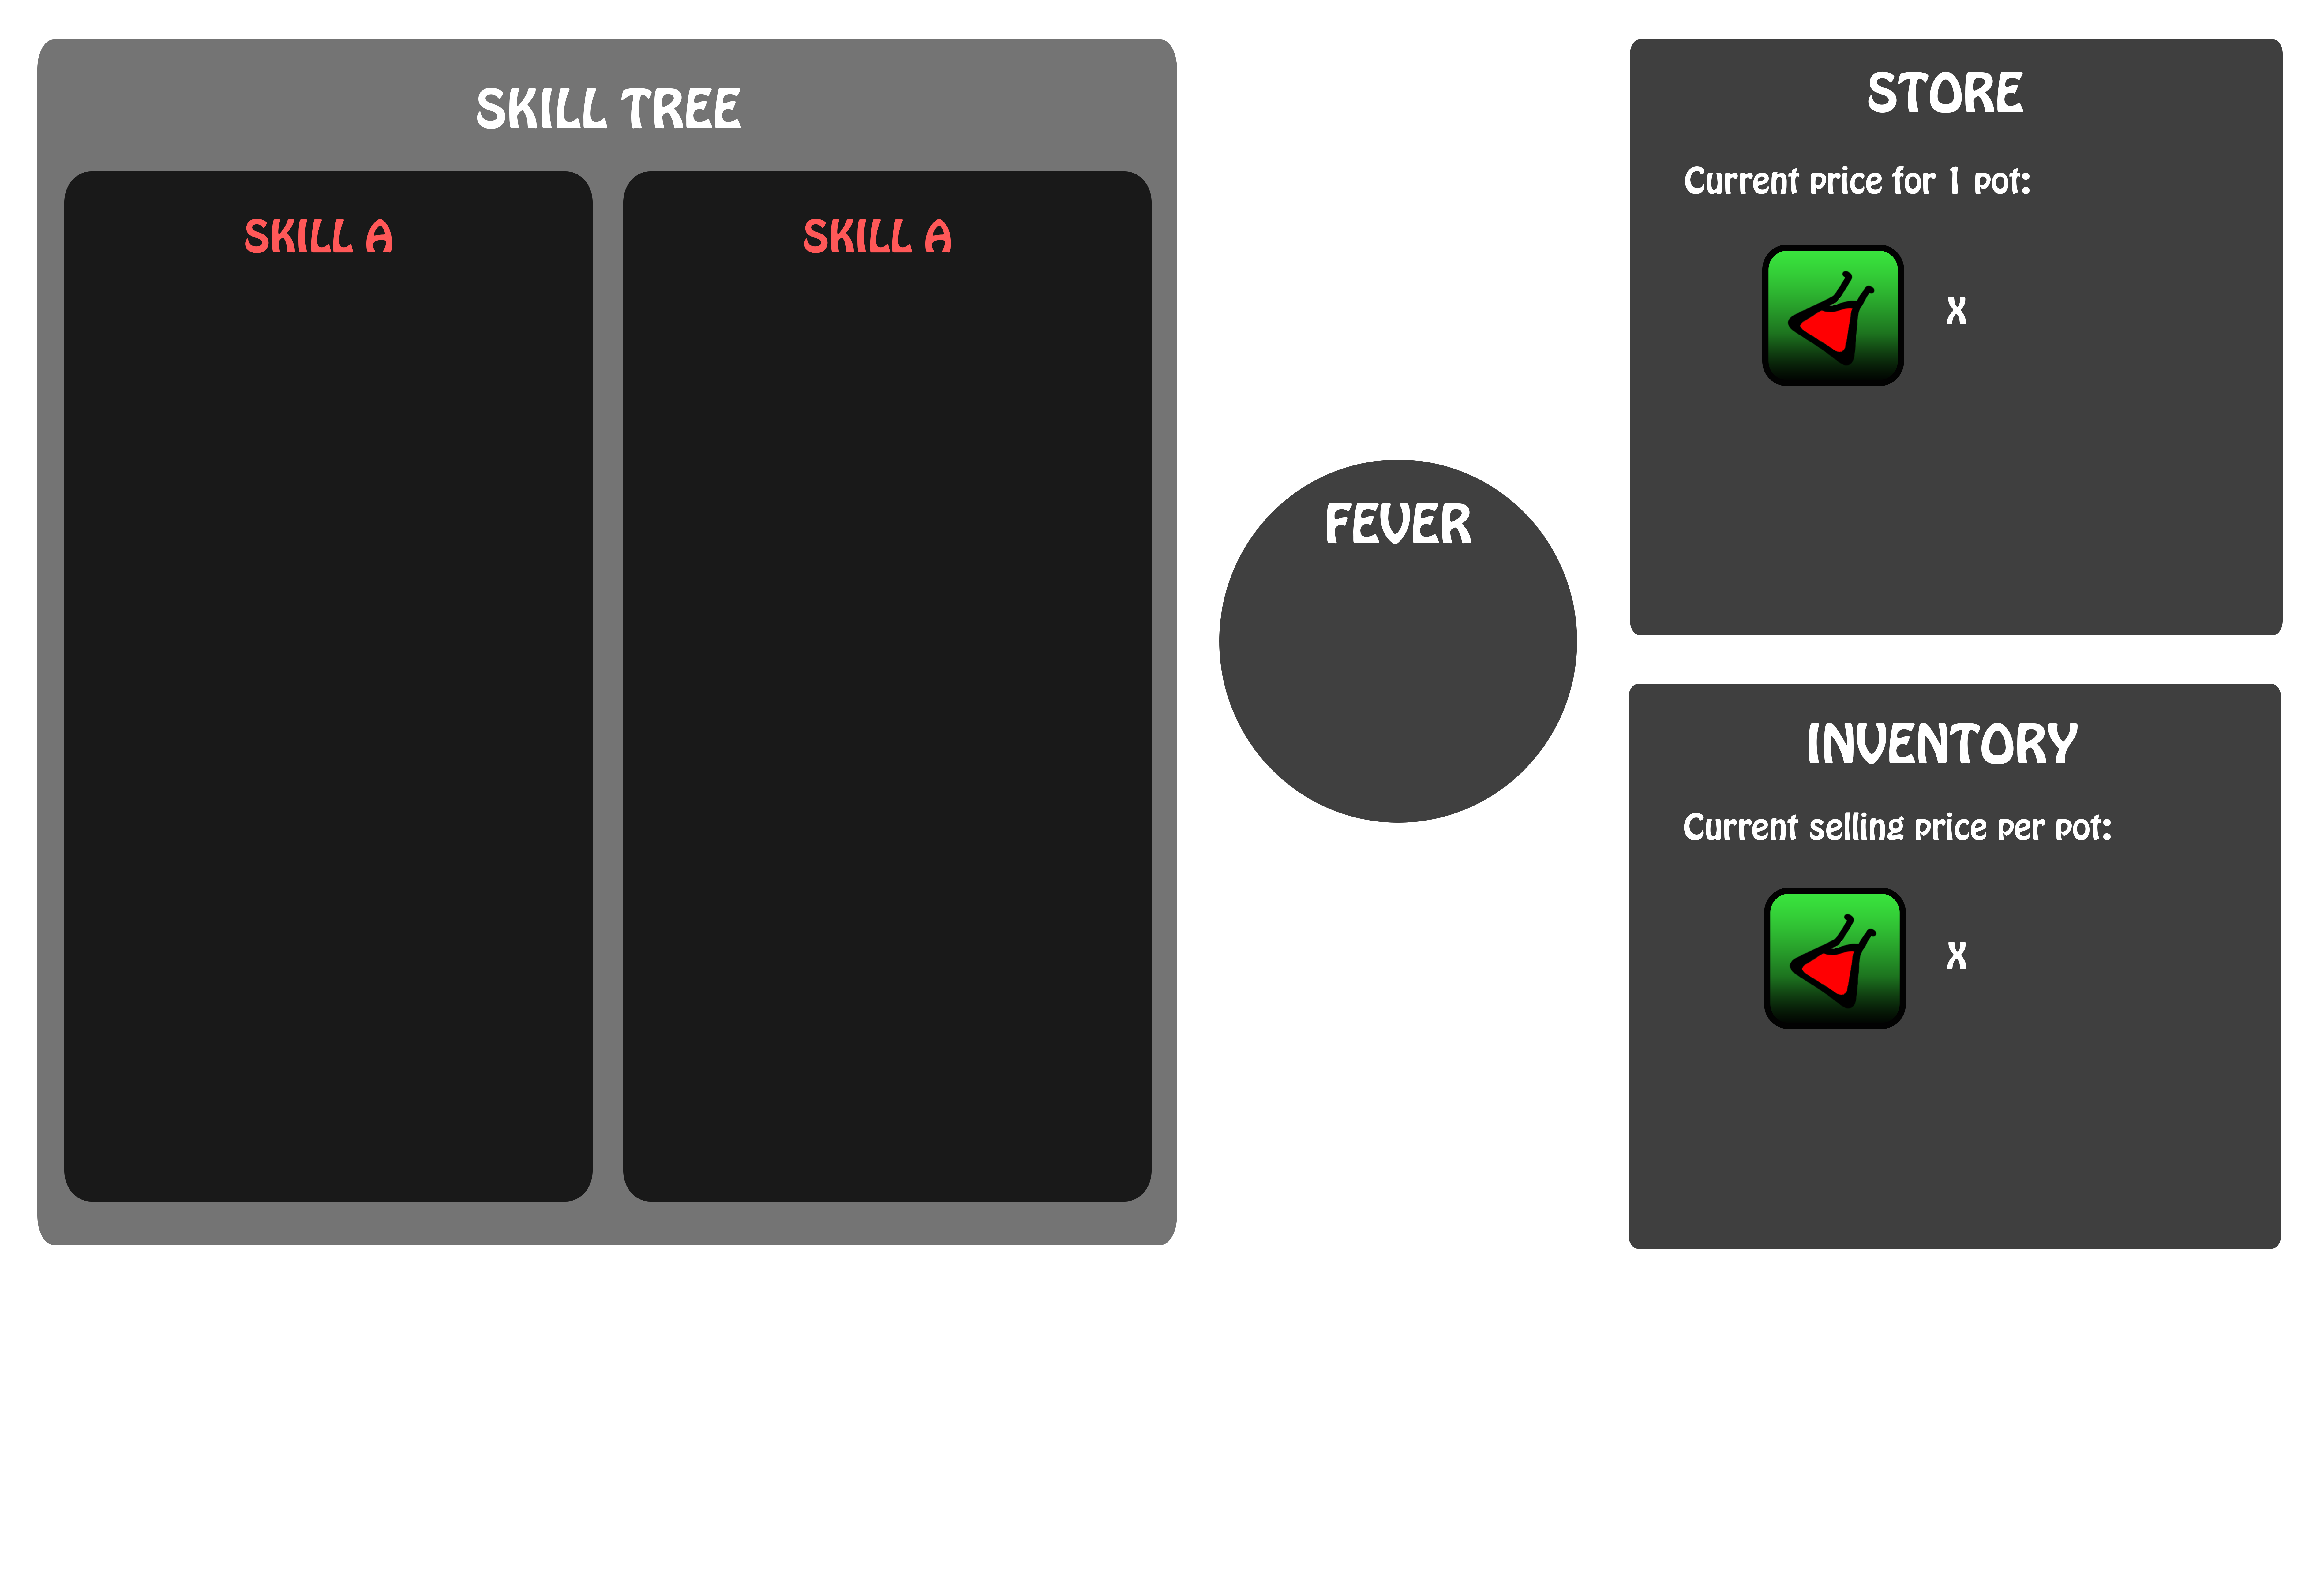 SKILL TREE
SKILL A
SKILL A
FEVER
STORE
Current price for 1 pot:
X
INVENTORY
Current selling price per pot:
X